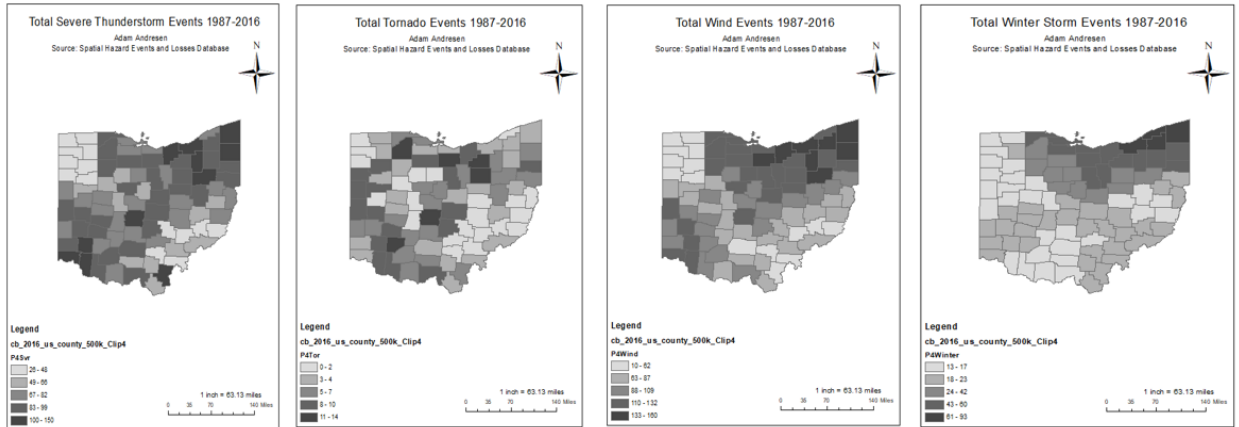 Total Severe Thunderstorm Events 1987-2016
Adam Andresen
Source: Spatial Hazard Events and Losses Database
N
Legend
cb_2016_us_county_500k_Clip4
P4Svr
26 - 48
49 - 66
67 - 82
83 - 99
100 - 150
1 inch = 63.13 miles
0 35 70 140 Miles
Total Tornado Events 1987-2016
Adam Andresen
Source: Spatial Hazard Events and Losses Database
N
Legend
cb_2016_us_county_500k_Clip4
P4Tor
0 - 2
3 - 4
5 - 7
8 - 10
11 - 14
1 inch = 63.13 miles
0 35 70 140 Miles
Total Wind Events 1987-2016
Adam Andresen
Source: Spatial Hazard Events and Losses Database
N
Legend
cb_2016_us_county_500k_Clip4
P4Wind
10 - 62
63 - 87
88 - 109
110 - 132
133 - 160
1 inch = 63.13 miles
0 35 70 140 Miles
Total Winter Storm Events 1987-2016
Adam Andresen
Source: Spatial Hazard Events and Losses Database
N
Legend
cb_2016_us_county_500k_Clip4
P4Winter
13 - 17
18 - 23
24 - 42
43 - 60
61 - 93
1 inch = 63.13 miles
0 35 70 140 Miles